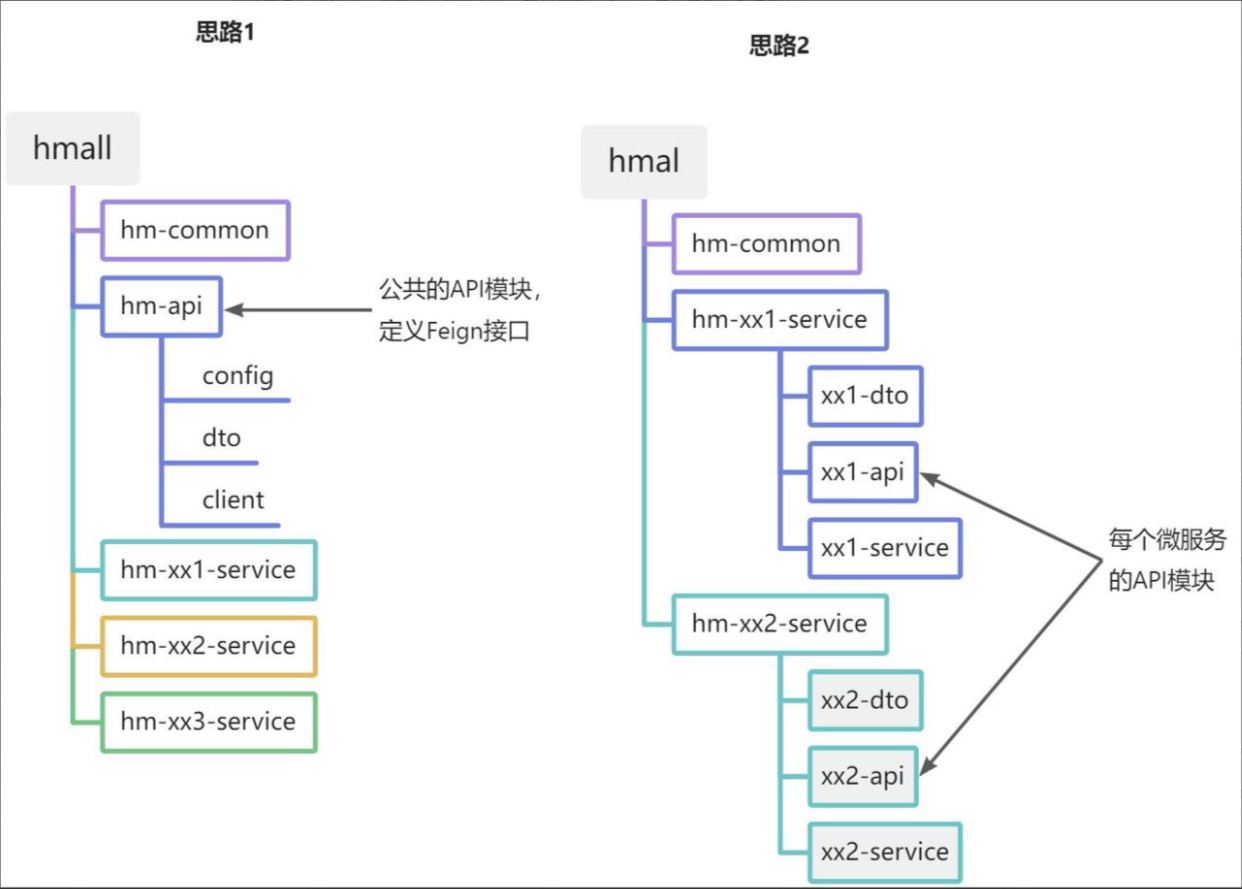 思路1
hmall
hm-common
hm-api
公共的API模块，
定义Feign接口
config
dto
client
hm-xx1-service
hm-xx2-service
hm-xx3-service
思路2
hmal
hm-common
hm-xx1-service
xx1-dto
xx1-api
xx1-service
每个微服务
的API模块
hm-xx2-service
xx2-dto
xx2-api
xx2-service